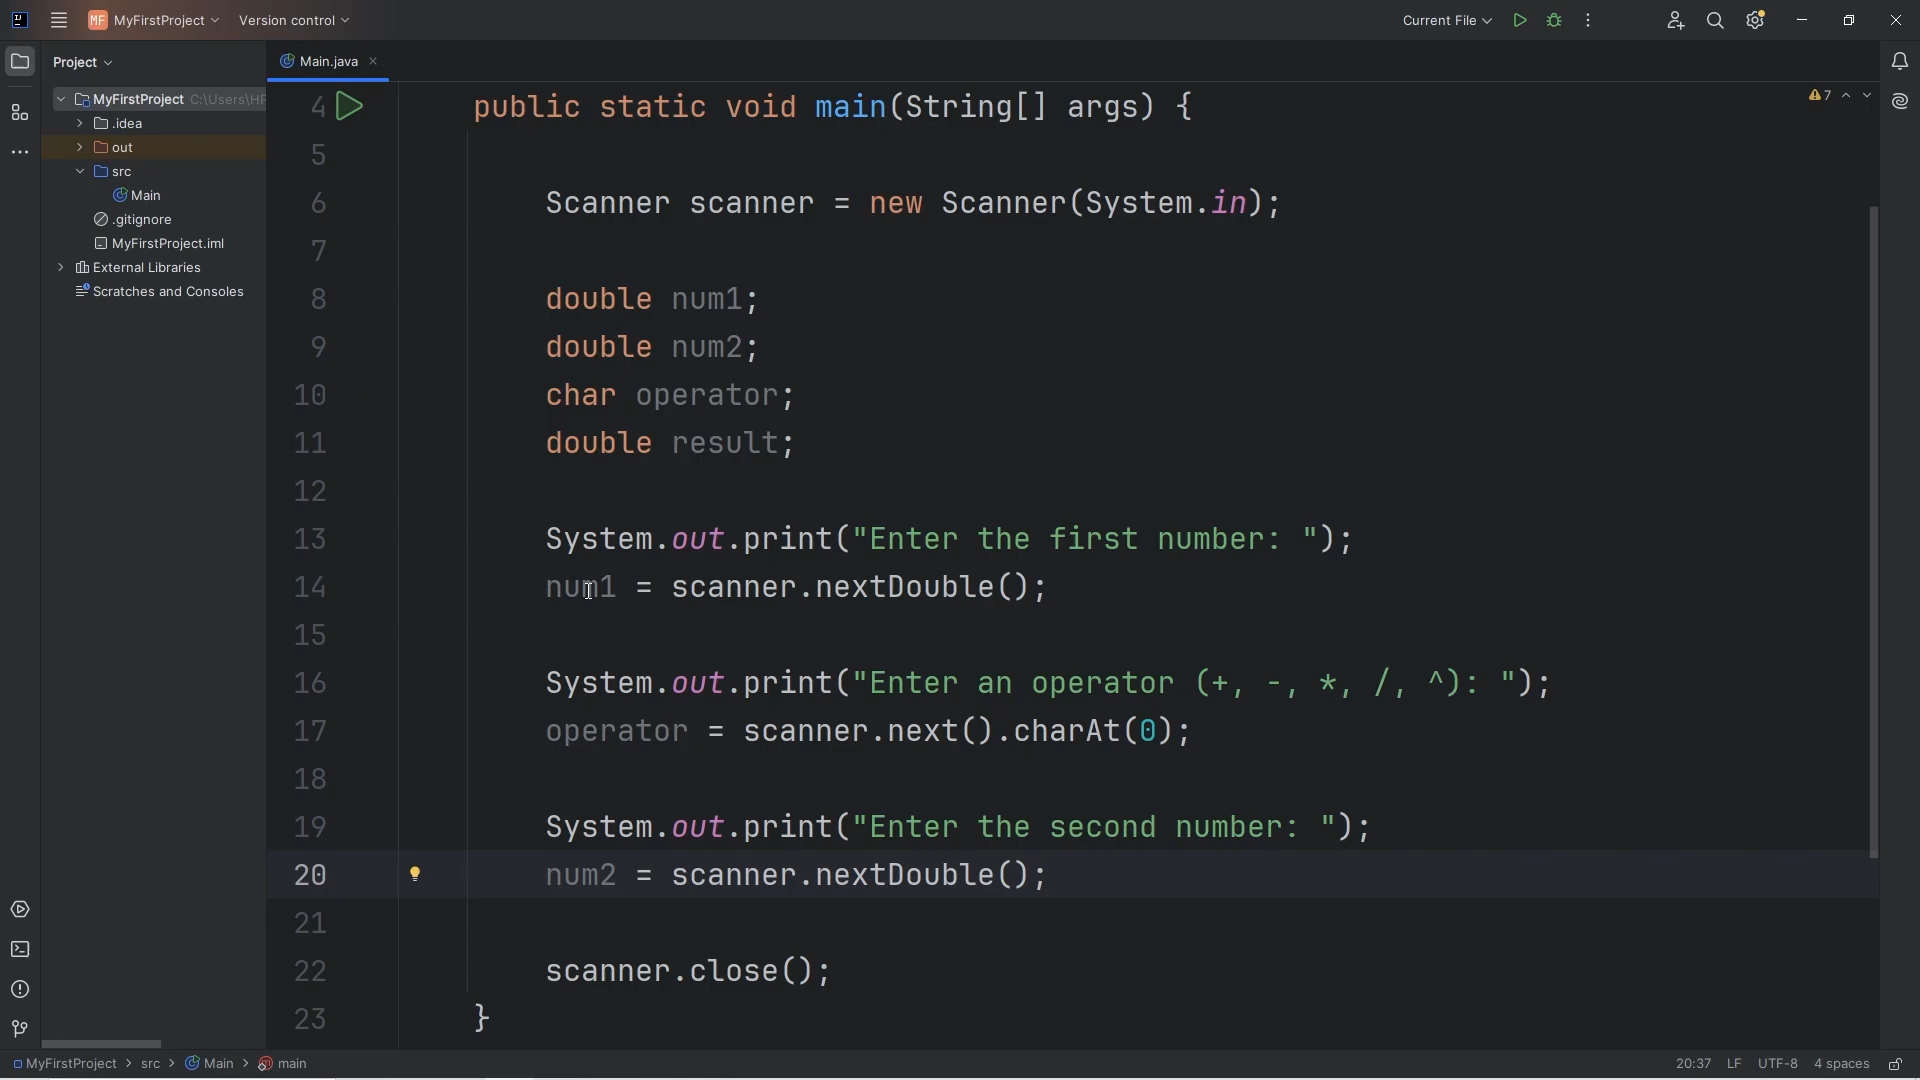 MF MyFirstProject Version control Current File
Project Main.java
MyFirstProject C:\Users\HP
.idea
out
src
Main
.gitignore
MyFirstProject.iml
External Libraries
Scratches and Consoles
7
4 public static void main(String[] args) {
5
6 Scanner scanner = new Scanner(System.in);
7
8 double num1;
9 double num2;
10 char operator;
11 double result;
12
13 System.out.print("Enter the first number: ");
14 num1 = scanner.nextDouble();
15
16 System.out.print("Enter an operator (+, -, *, /, ^): ");
17 operator = scanner.next().charAt(0);
18
19 System.out.print("Enter the second number: ");
20 num2 = scanner.nextDouble();
21
22 scanner.close();
23 }
MyFirstProject > src > Main > main 20:37 LF UTF-8 4 spaces